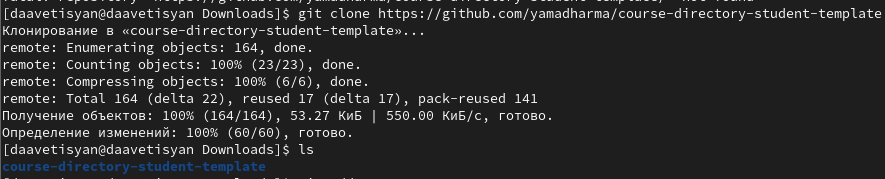 [daavetisyan@daavetisyan Downloads]$ git clone https://github.com/yamadharma/course-directory-student-template
Клонирование в «course-directory-student-template»...
remote: Enumerating objects: 164, done.
remote: Counting objects: 100% (23/23), done.
remote: Compressing objects: 100% (6/6), done.
remote: Total 164 (delta 22), reused 17 (delta 17), pack-reused 141
Получение объектов: 100% (164/164), 53.27 КиБ | 550.00 КиБ/с, готово.
Определение изменений: 100% (60/60), готово.
[daavetisyan@daavetisyan Downloads]$ ls
course-directory-student-template